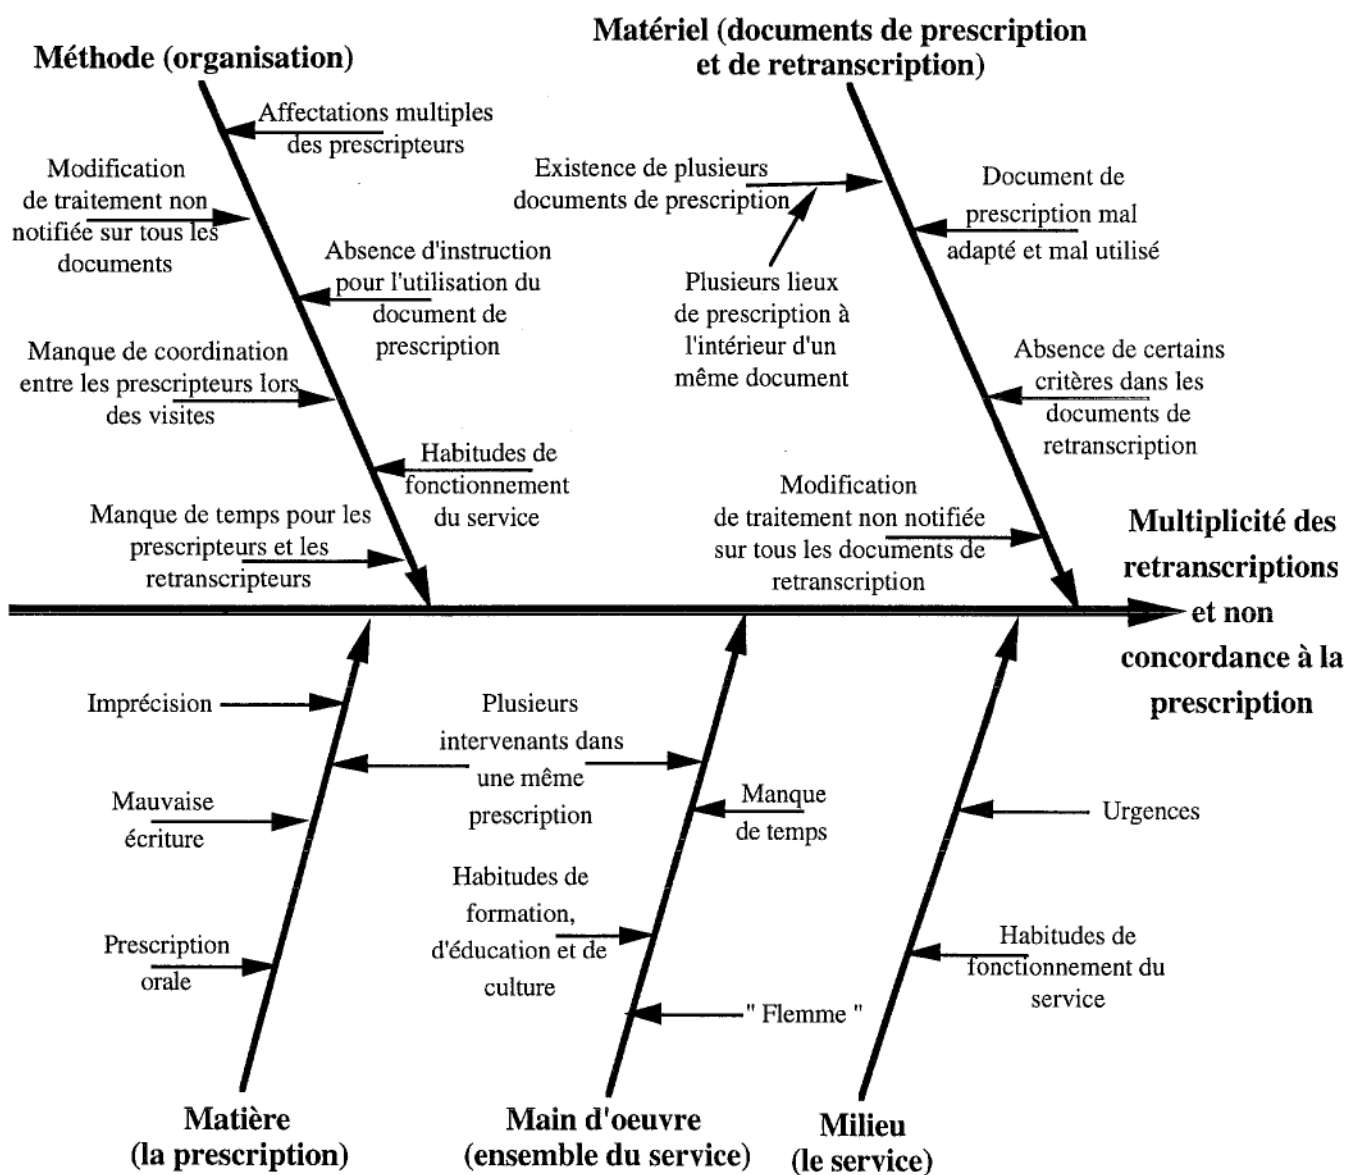 Méthode (organisation)
Affectations multiples
des prescripteurs
Modification
de traitement non
notifiée sur tous les
documents
Absence d'instruction
pour l'utilisation du
document de
prescription
Manque de coordination
entre les prescripteurs lors
des visites
Habitudes de
fonctionnement
du service
Manque de temps pour les
prescripteurs et les
retranscripteurs
Matériel (documents de prescription
et de retranscription)
Existence de plusieurs
documents de prescription
Plusieurs lieux
de prescription à
l'intérieur d'un
même document
Document de
prescription mal
adapté et mal utilisé
Absence de certains
critères dans les
documents de
retranscription
Modification
de traitement non notifiée
sur tous les documents de
retranscription
Multiplicité des
retranscriptions
et non
concordance à la
prescription
Imprécision
Mauvaise
écriture
Prescription
orale
Matière
(la prescription)
Plusieurs
intervenants dans
une même
prescription
Manque
de temps
Habitudes de
formation,
d'éducation et de
culture
" Flemme "
Main d'oeuvre
(ensemble du service)
Urgences
Habitudes de
fonctionnement du
service
Milieu
(le service)